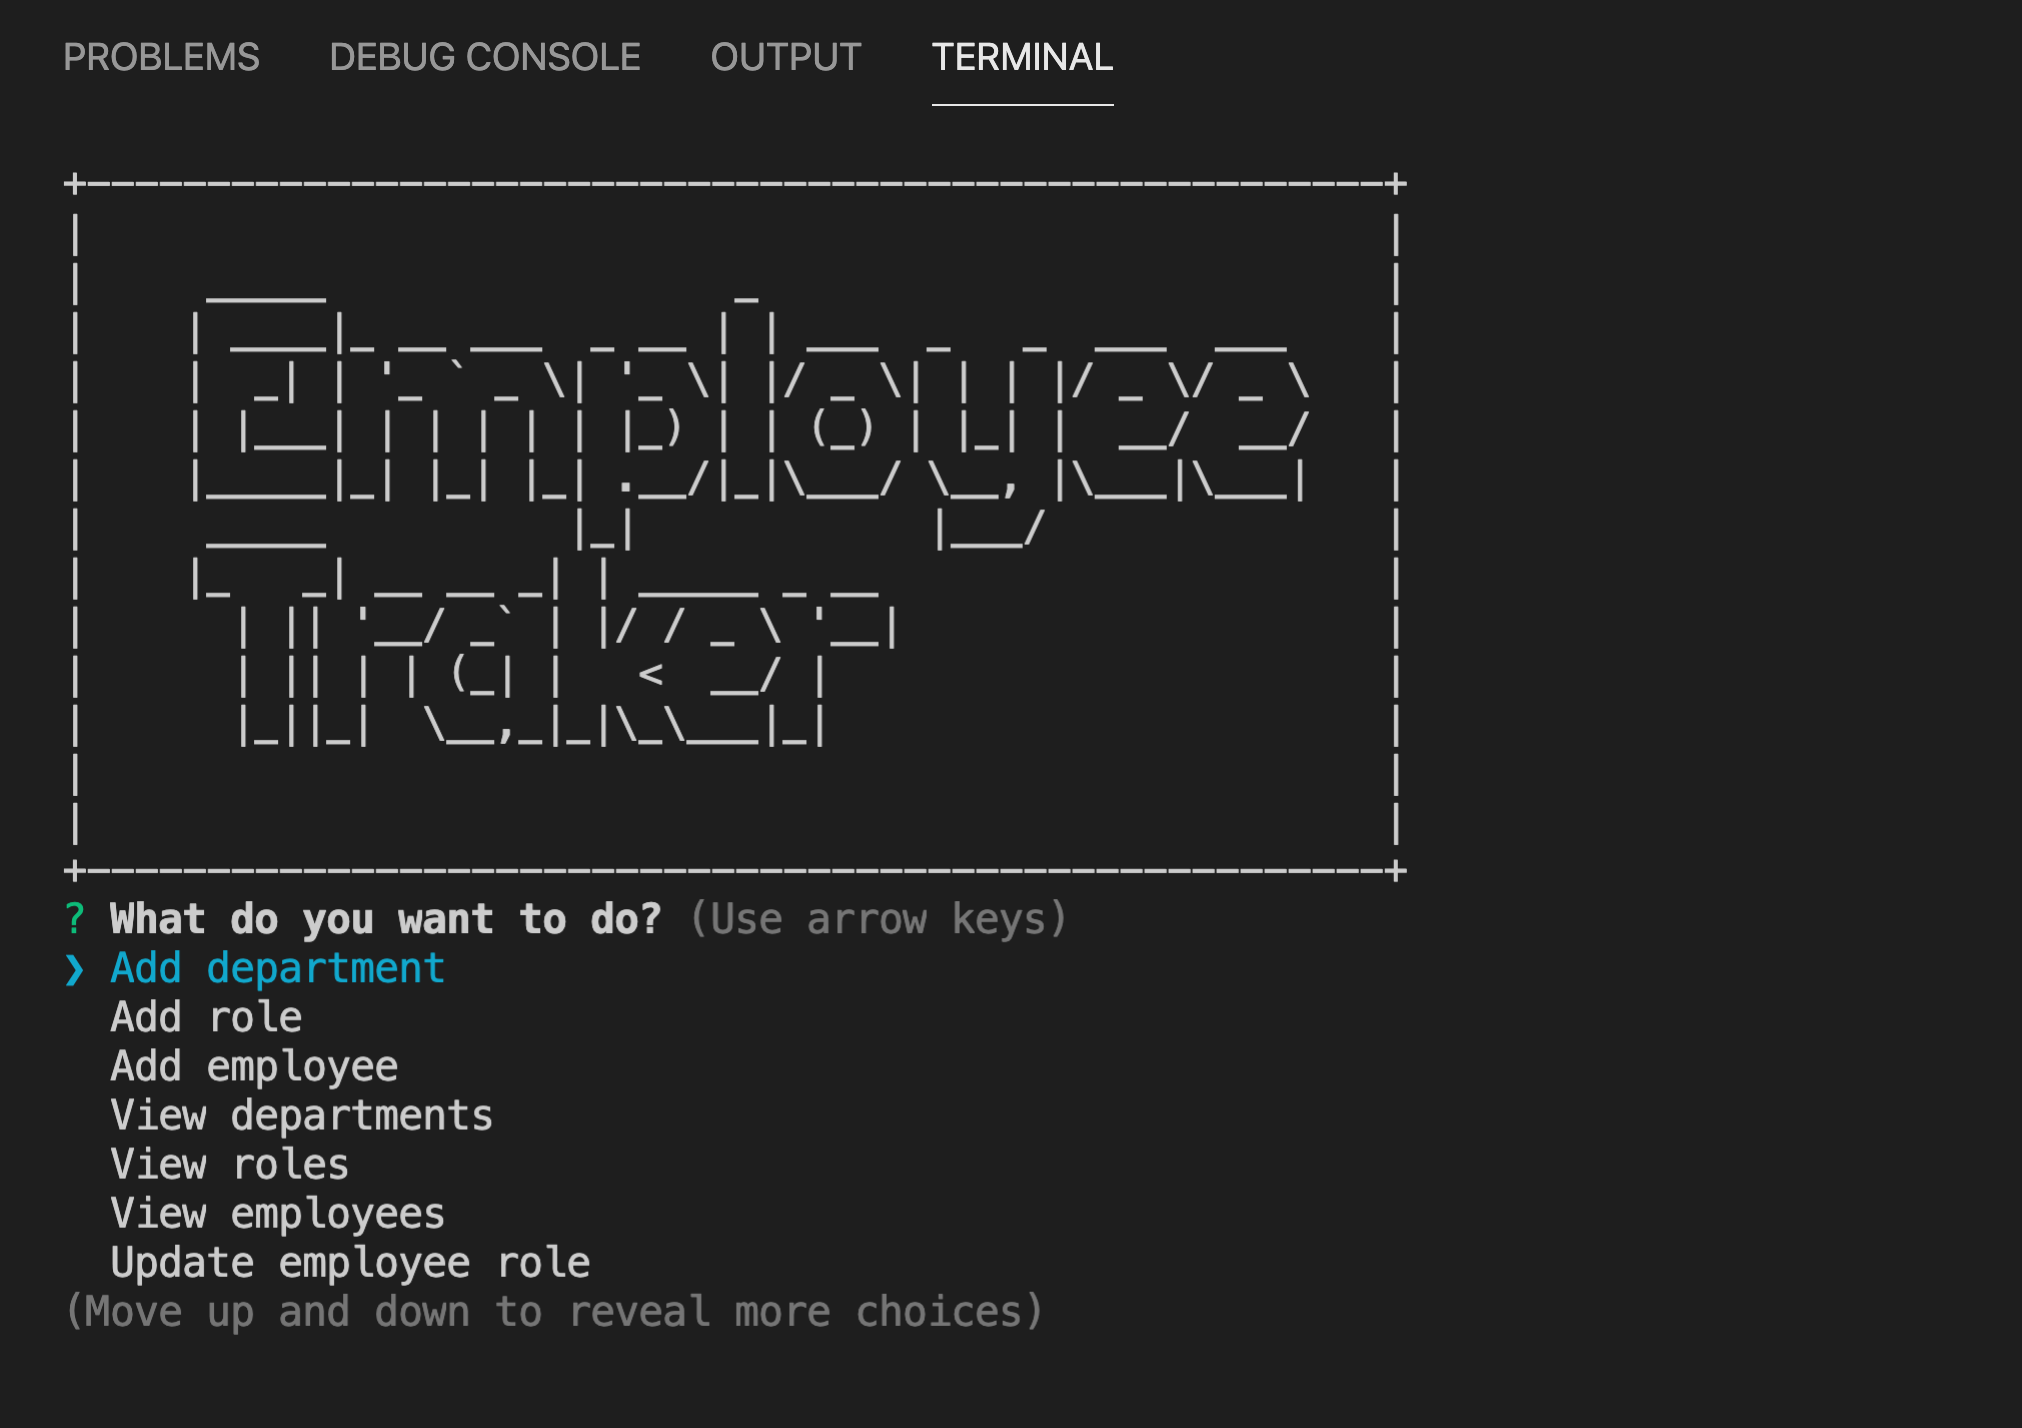 PROBLEMS DEBUG CONSOLE OUTPUT TERMINAL
Employee
Traker
? What do you want to do? (Use arrow keys)
❯ Add department
Add role
Add employee
View departments
View roles
View employees
Update employee role
(Move up and down to reveal more choices)